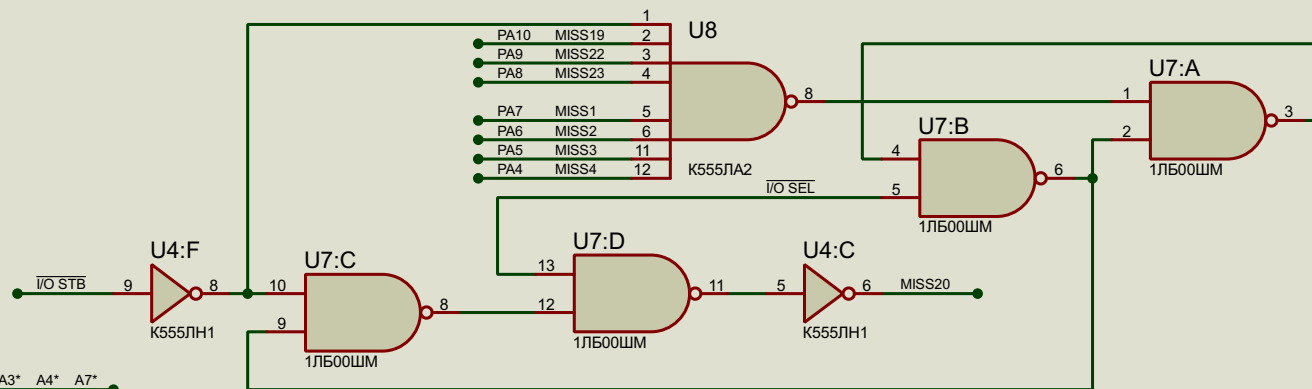 1
U8
PA10 MISS19 2
PA9 MISS22 3
PA8 MISS23 4
PA7 MISS1 5
PA6 MISS2 6
PA5 MISS3 11
PA4 MISS4 12
8
К555ЛА2
U7:A
1
2
3
1ЛБ00ШМ
U7:B
4
I/O SEL 5
6
1ЛБ00ШМ
U4:F
I/O STB 9
8
К555ЛН1
U7:C
10
9
8
1ЛБ00ШМ
U7:D
13
12
11
1ЛБ00ШМ
U4:C
5
6
MISS20
К555ЛН1
A3* A4* A7*